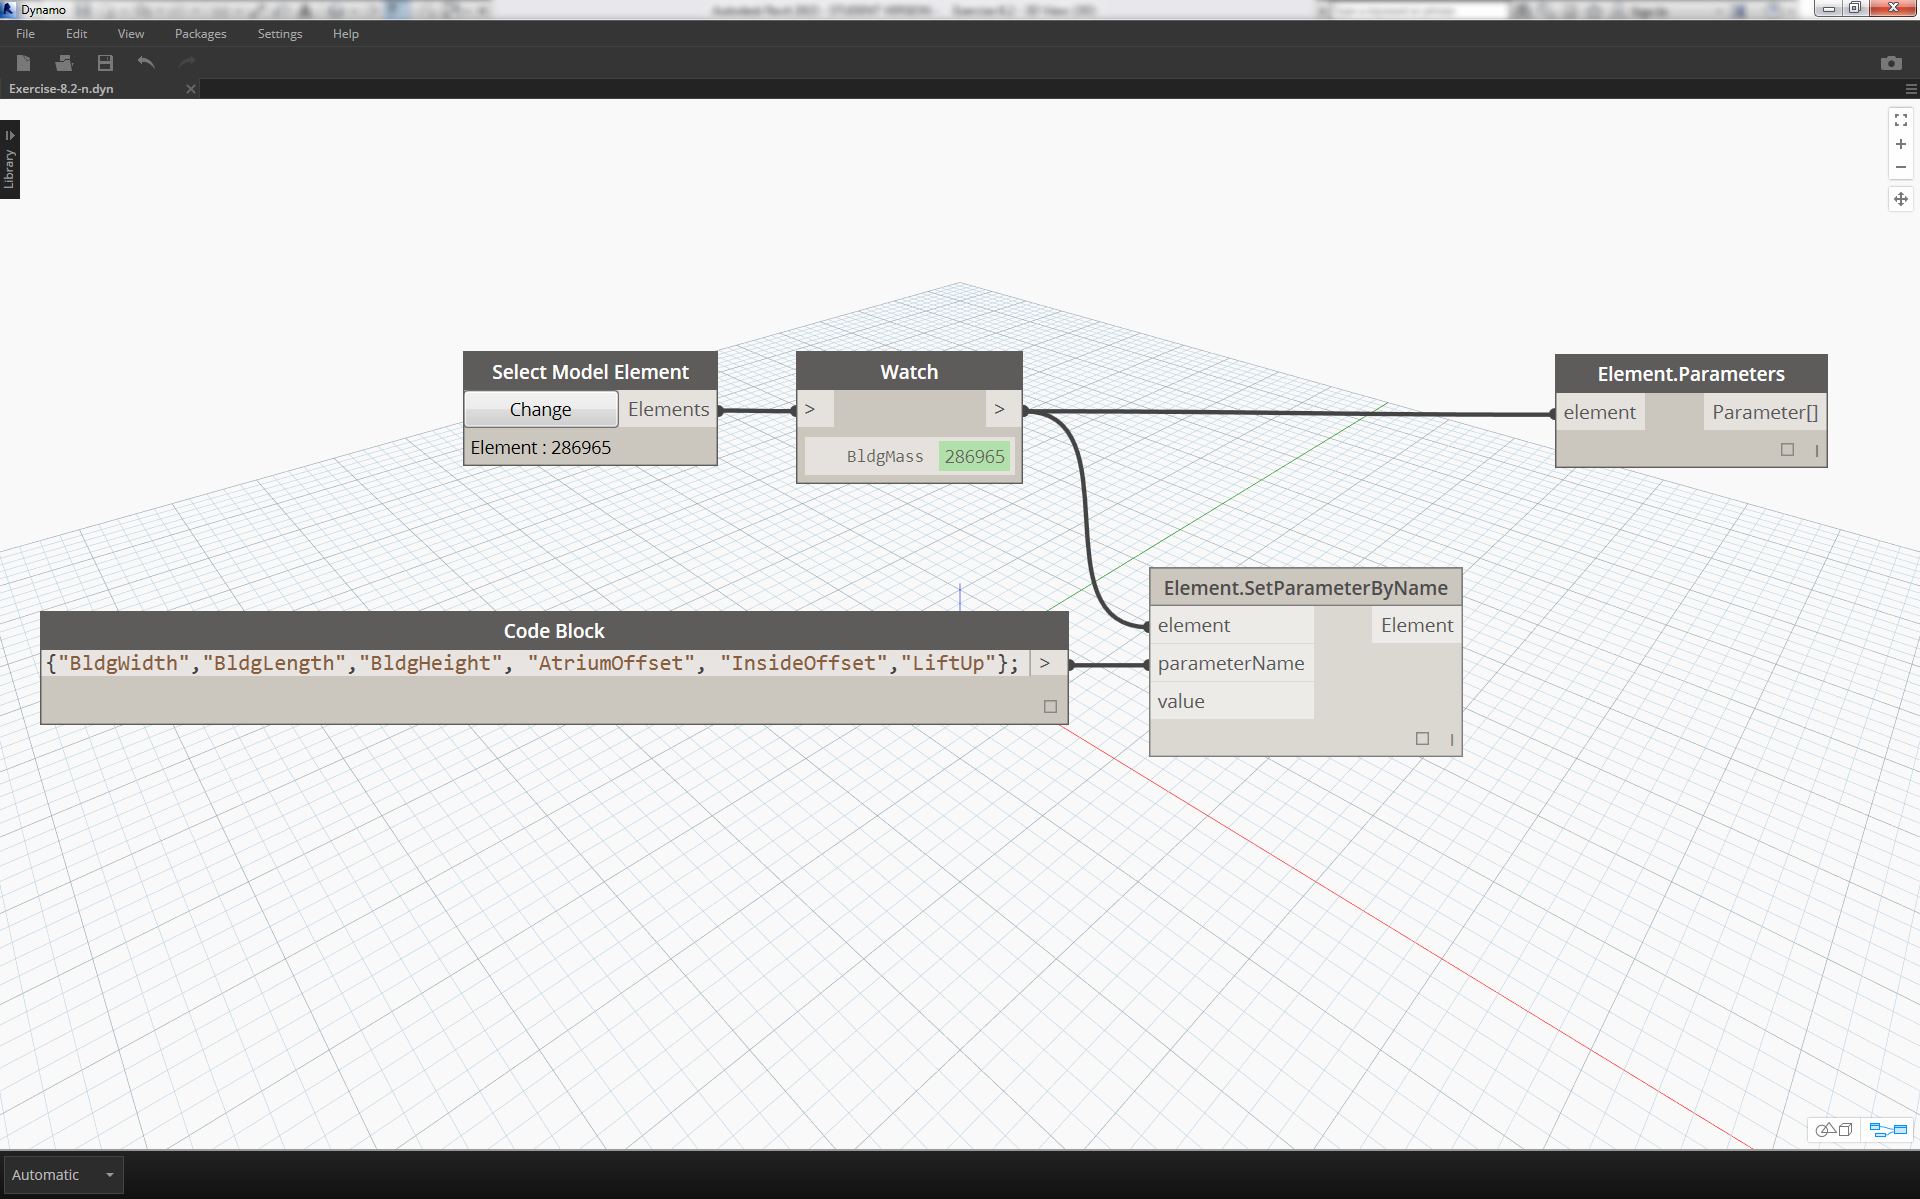 Dynamo
File Edit View Packages Settings Help
Exercise-8.2-n.dyn
Library
Select Model Element
Change Elements
Element : 286965
Watch
> >
BldgMass 286965
Element.Parameters
element Parameter[]
Code Block
{"BldgWidth","BldgLength","BldgHeight", "AtriumOffset", "InsideOffset","LiftUp"}; >
Element.SetParameterByName
element Element
parameterName
value
Automatic